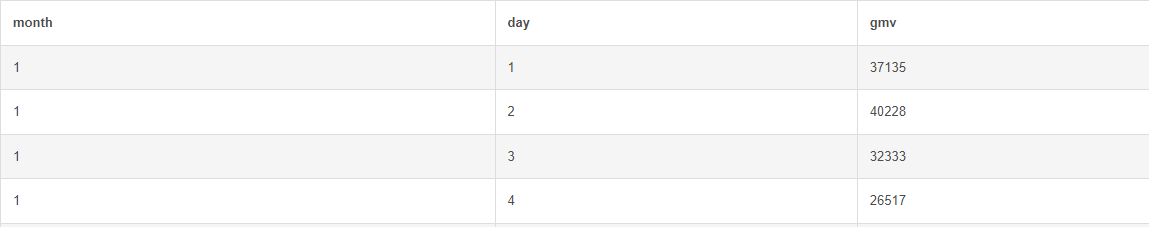 month day gmv
1 1 37135
1 2 40228
1 3 32333
1 4 26517